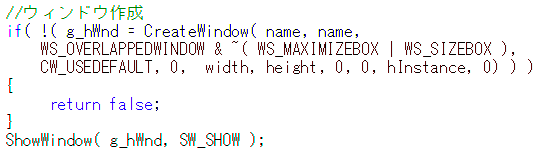 //ウィンドウ作成
if( !( g_hWnd = CreateWindow( name, name,
WS_OVERLAPPEDWINDOW & ~( WS_MAXIMIZEBOX | WS_SIZEBOX ),
CW_USEDEFAULT, 0,  width, height, 0, 0, hInstance, 0) ) )
{
return false;
}
ShowWindow( g_hWnd, SW_SHOW );